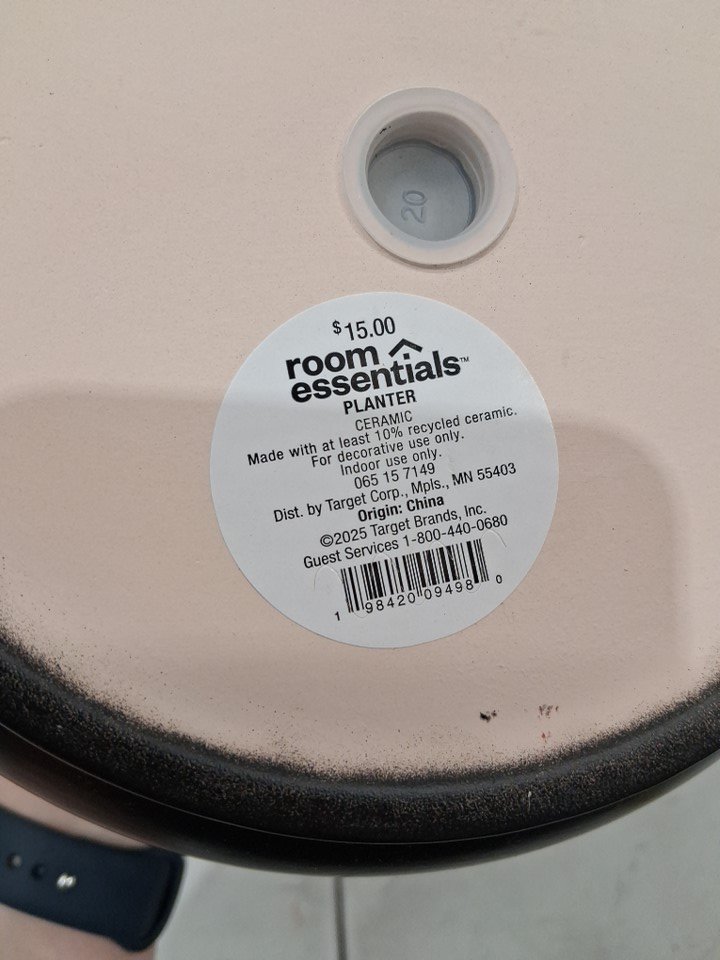 20
$15.00
room
essentials™
PLANTER
CERAMIC
Made with at least 10% recycled ceramic.
For decorative use only.
Indoor use only.
065 15 7149
Dist. by Target Corp., Mpls., MN 55403
Origin: China
©2025 Target Brands, Inc.
Guest Services 1-800-440-0680
1 98420 09498 0